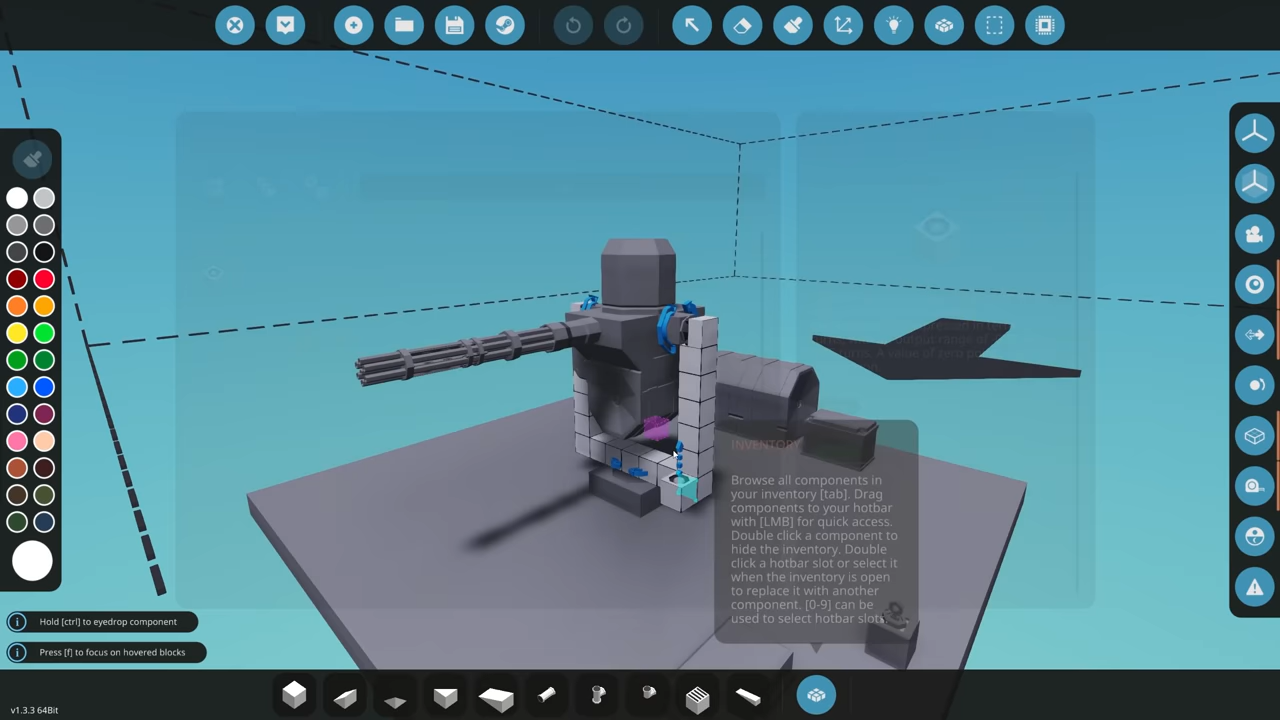 INVENTORY
Browse all components in
your inventory [tab]. Drag
components to your hotbar
with [LMB] for quick access.
Double click a component to
hide the inventory. Double
click a hotbar slot or select it
when the inventory is open
to replace it with another
component. [0-9] can be
used to select hotbar slots.
Hold [ctrl] to eyedrop component
Press [f] to focus on hovered blocks
v1.3.3 64Bit